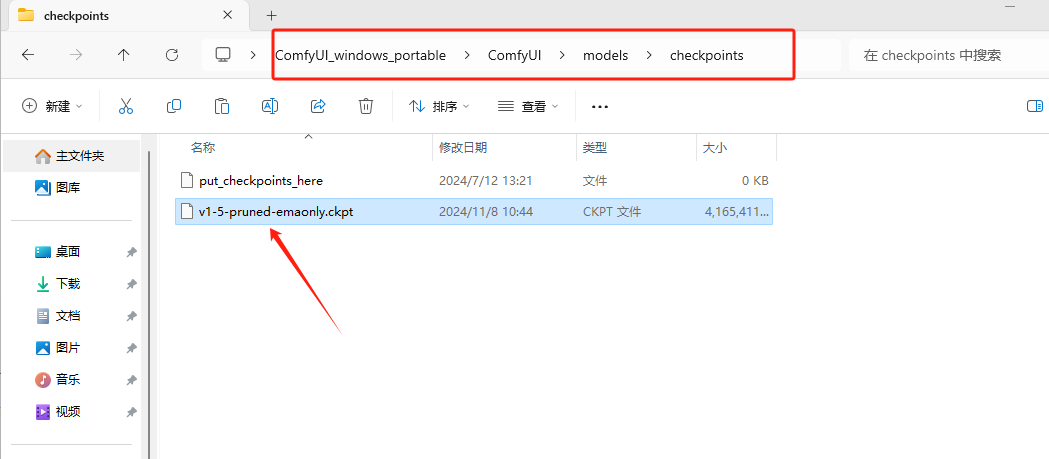 checkpoints
ComfyUI_windows_portable > ComfyUI > models > checkpoints
在 checkpoints 中搜索
新建
排序
查看
主文件夹
图库
桌面
下载
文档
图片
音乐
视频
名称 修改日期 类型 大小
put_checkpoints_here 2024/7/12 13:21 文件 0 KB
v1-5-pruned-emaonly.ckpt 2024/11/8 10:44 CKPT 文件 4,165,411...